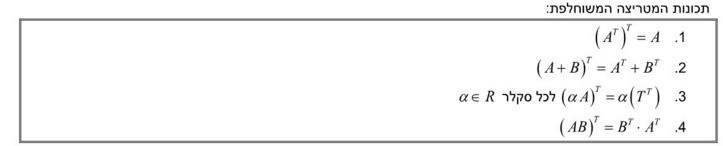 תכונות המטריצה המשוחלפת:
1. (A^T)^T = A
2. (A + B)^T = A^T + B^T
3. (αA)^T = α(T^T) לכל סקלר α ∈ R
4. (AB)^T = B^T · A^T